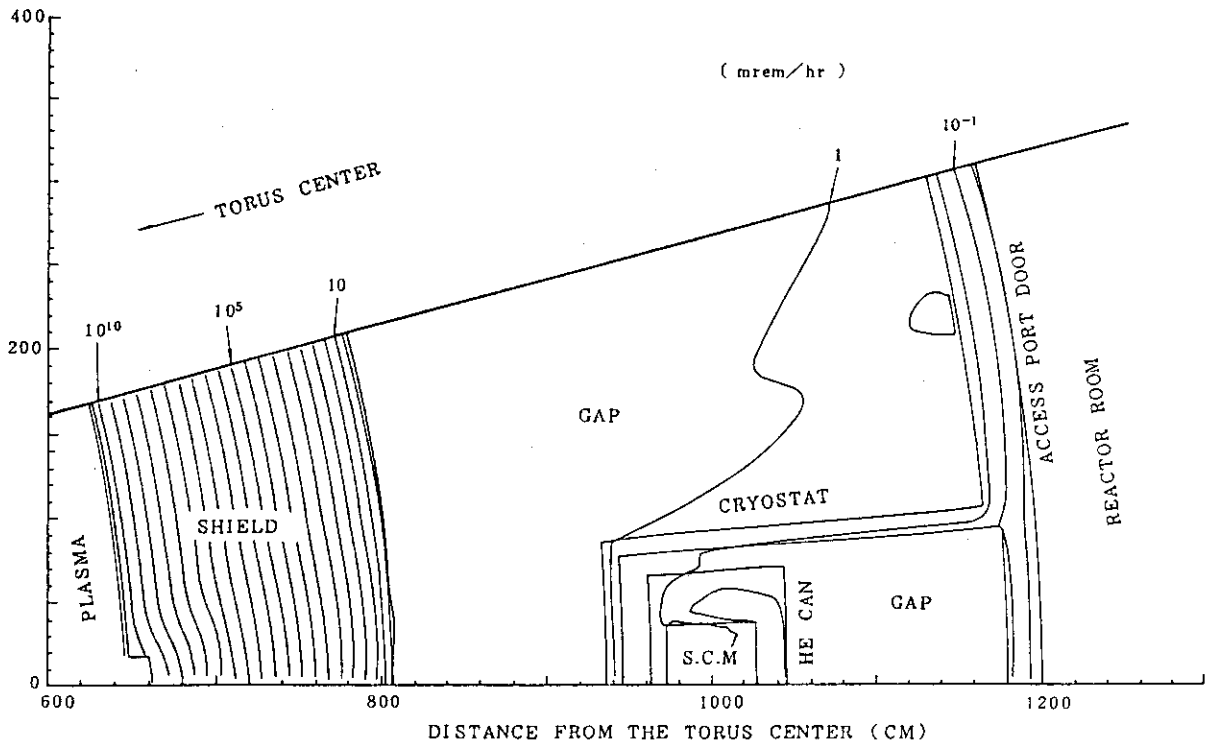 400
( mrem/hr )
10⁻¹
1
TORUS CENTER
10
10⁵
10¹⁰
200
ACCESS PORT DOOR
REACTOR ROOM
GAP
CRYOSTAT
SHIELD
PLASMA
GAP
HE CAN
S.C.M
0
600
800
1000
1200
DISTANCE FROM THE TORUS CENTER (CM)